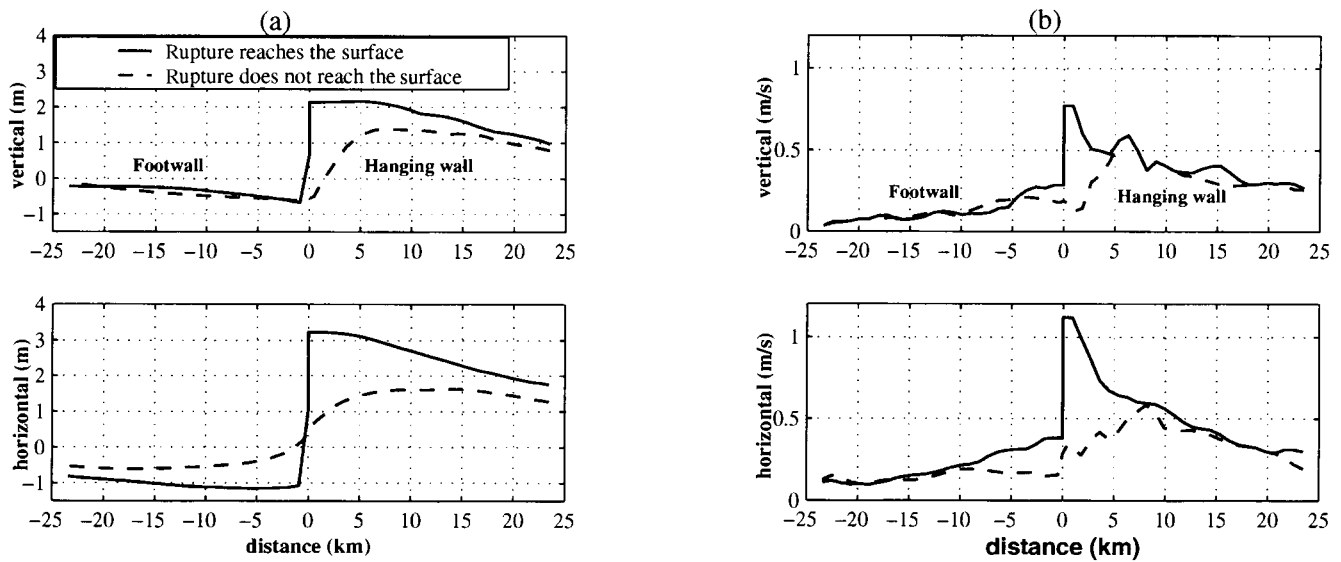 (a)
Rupture reaches the surface
Rupture does not reach the surface
4
3
2
1
0
−1
vertical (m)
Footwall
Hanging wall
−25 −20 −15 −10 −5 0 5 10 15 20 25
4
3
2
1
0
−1
horizontal (m)
−25 −20 −15 −10 −5 0 5 10 15 20 25
distance (km)
(b)
1
0.5
0
vertical (m/s)
Footwall
Hanging wall
−25 −20 −15 −10 −5 0 5 10 15 20 25
1
0.5
0
horizontal (m/s)
−25 −20 −15 −10 −5 0 5 10 15 20 25
distance (km)